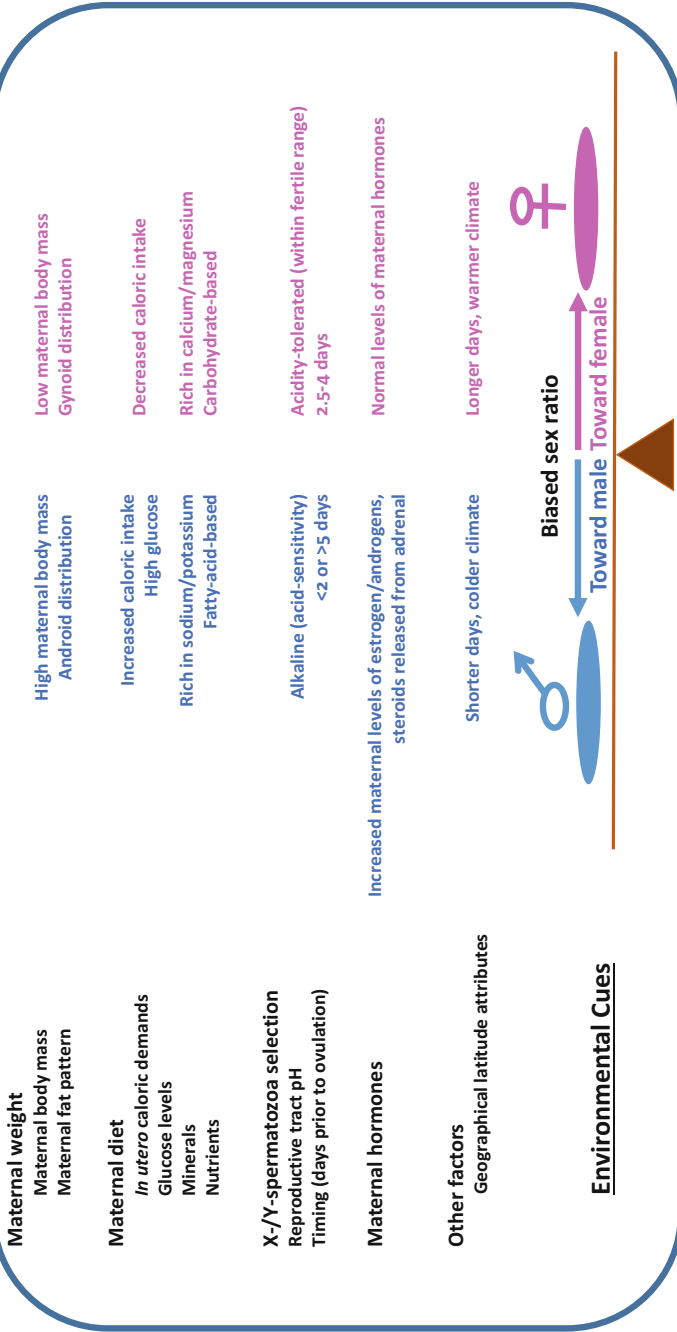 Maternal weight
Maternal body mass High maternal body mass Low maternal body mass
Maternal fat pattern Android distribution Gynoid distribution
Maternal diet
In utero caloric demands Increased caloric intake Decreased caloric intake
Glucose levels High glucose
Minerals Rich in sodium/potassium Rich in calcium/magnesium
Nutrients Fatty-acid-based Carbohydrate-based
X-/Y-spermatozoa selection
Reproductive tract pH Alkaline (acid-sensitivity) Acidity-tolerated (within fertile range)
Timing (days prior to ovulation) <2 or >5 days 2.5-4 days
Maternal hormones Increased maternal levels of estrogen/androgens, Normal levels of maternal hormones
steroids released from adrenal
Other factors
Geographical latitude attributes Shorter days, colder climate Longer days, warmer climate
Biased sex ratio
Environmental Cues Toward male Toward female